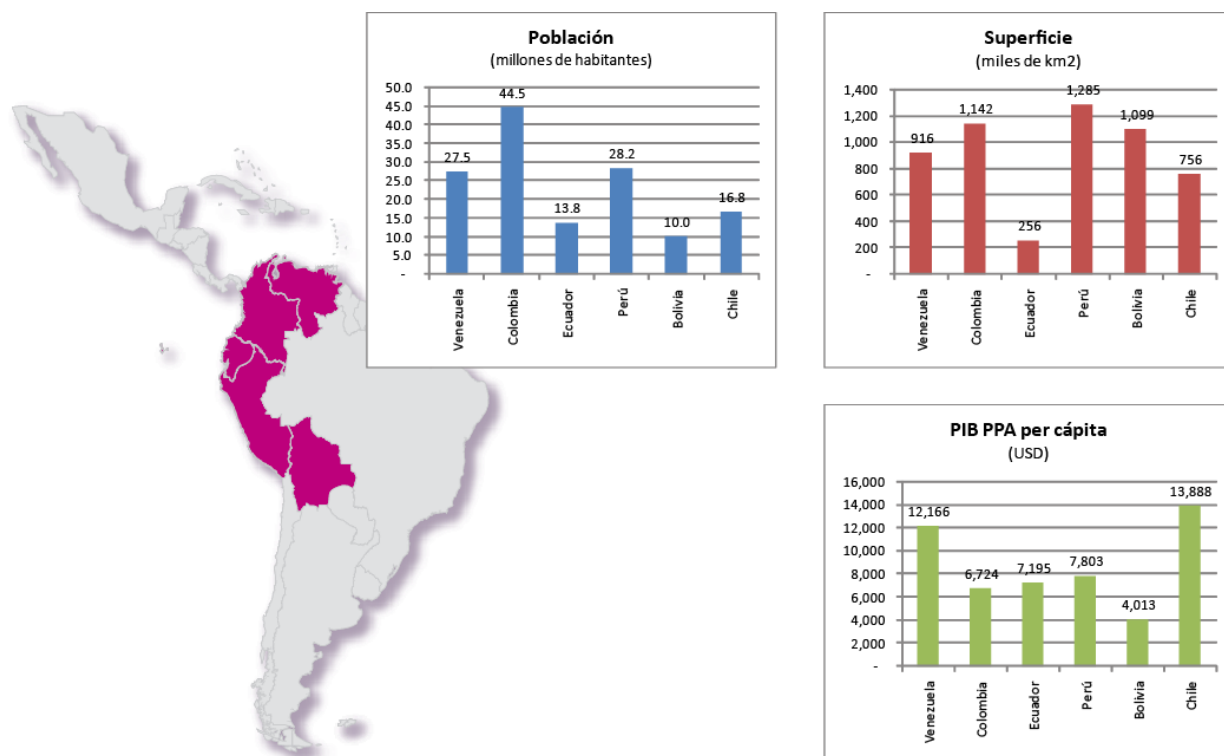 Población
(millones de habitantes)
50.0
45.0
40.0
35.0
30.0
25.0
20.0
15.0
10.0
5.0
-
27.5
44.5
13.8
28.2
10.0
16.8
Venezuela
Colombia
Ecuador
Perú
Bolivia
Chile
Superficie
(miles de km2)
1,400
1,200
1,000
800
600
400
200
-
916
1,142
256
1,285
1,099
756
Venezuela
Colombia
Ecuador
Perú
Bolivia
Chile
PIB PPA per cápita
(USD)
16,000
14,000
12,000
10,000
8,000
6,000
4,000
2,000
-
12,166
6,724
7,195
7,803
4,013
13,888
Venezuela
Colombia
Ecuador
Perú
Bolivia
Chile